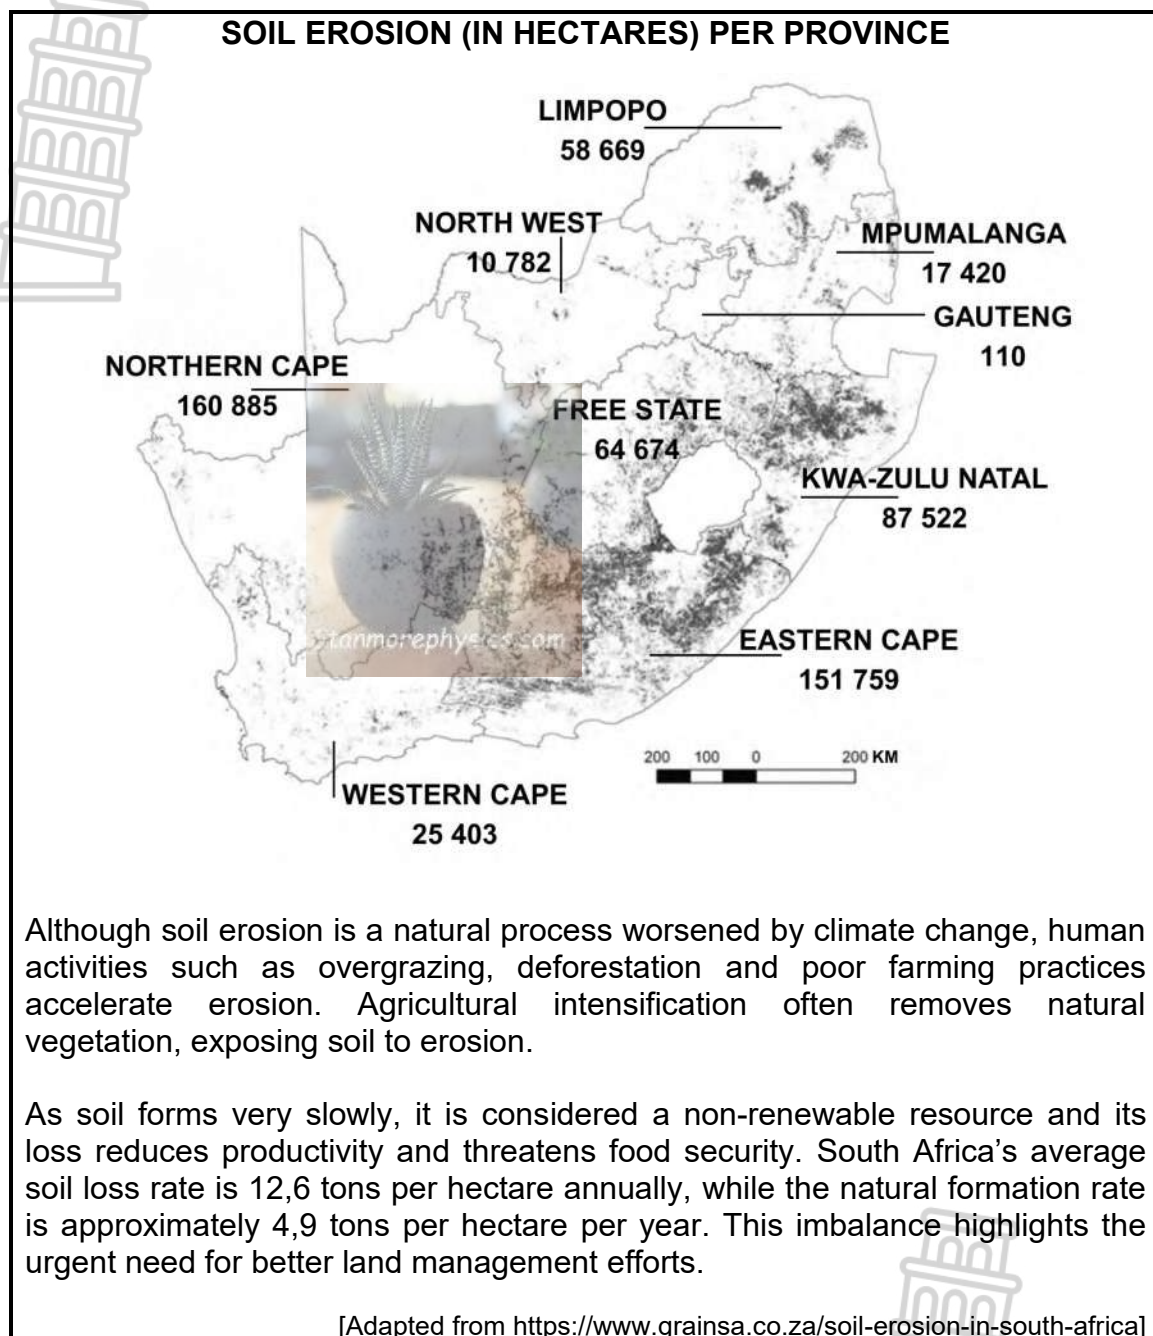 SOIL EROSION (IN HECTARES) PER PROVINCE
LIMPOPO
58 669
NORTH WEST
10 782
MPUMALANGA
17 420
GAUTENG
110
NORTHERN CAPE
160 885
FREE STATE
64 674
KWA-ZULU NATAL
87 522
Stanmorephysics.com
EASTERN CAPE
151 759
200 100 0 200 KM
WESTERN CAPE
25 403
Although soil erosion is a natural process worsened by climate change, human
activities such as overgrazing, deforestation and poor farming practices
accelerate erosion. Agricultural intensification often removes natural
vegetation, exposing soil to erosion.
As soil forms very slowly, it is considered a non-renewable resource and its
loss reduces productivity and threatens food security. South Africa’s average
soil loss rate is 12,6 tons per hectare annually, while the natural formation rate
is approximately 4,9 tons per hectare per year. This imbalance highlights the
urgent need for better land management efforts.
[Adapted from https://www.grainsa.co.za/soil-erosion-in-south-africa]